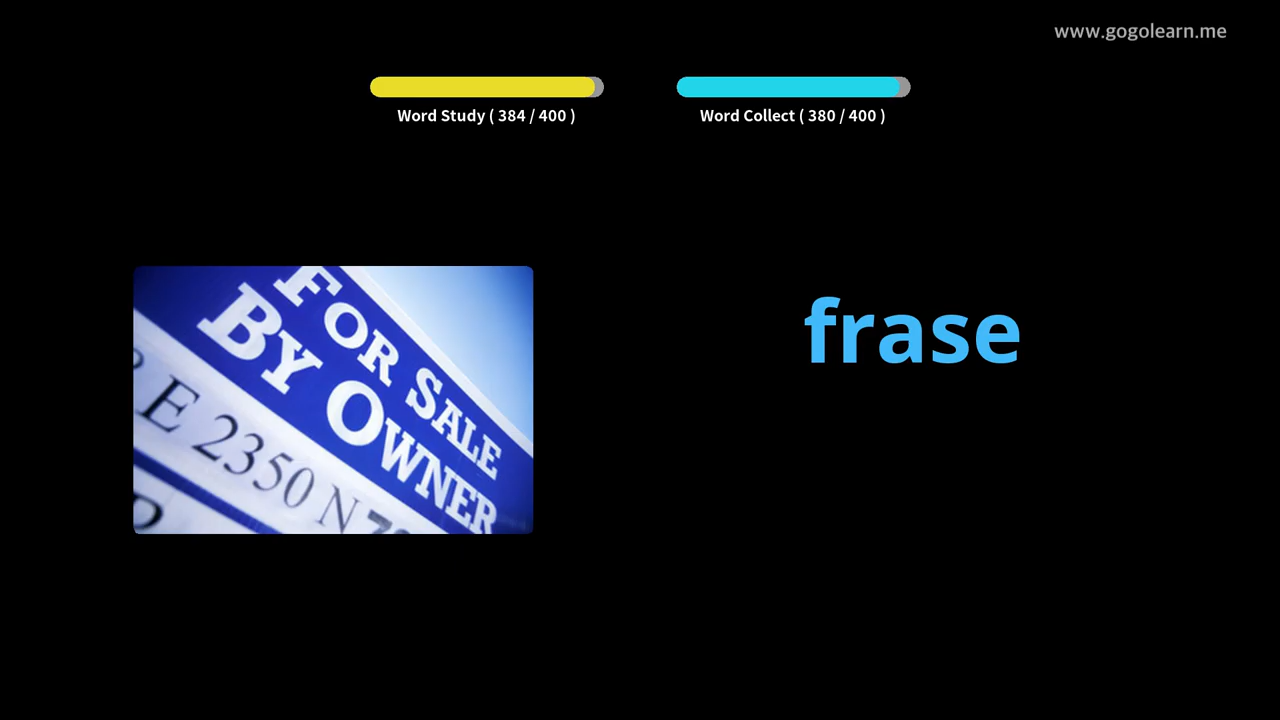 www.gogolearn.me
Word Study ( 384 / 400 )
Word Collect ( 380 / 400 )
FOR SALE
BY OWNER
E 2350 N
frase